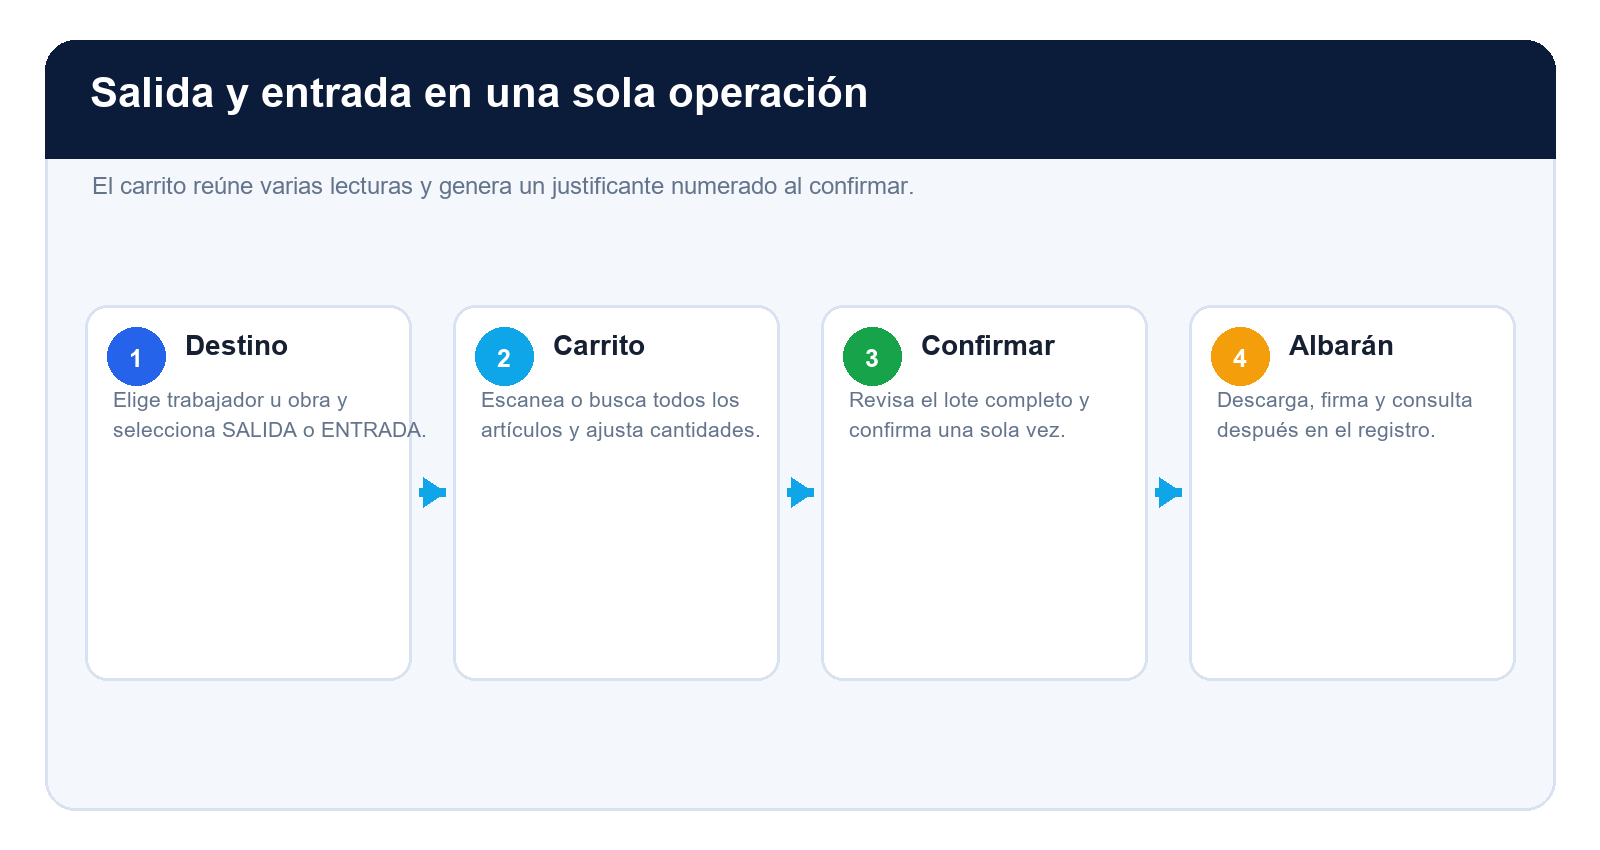 Salida y entrada en una sola operación
El carrito reúne varias lecturas y genera un justificante numerado al confirmar.
1 Destino
Elige trabajador u obra y
selecciona SALIDA o ENTRADA.
2 Carrito
Escanea o busca todos los
artículos y ajusta cantidades.
3 Confirmar
Revisa el lote completo y
confirma una sola vez.
4 Albarán
Descarga, firma y consulta
después en el registro.